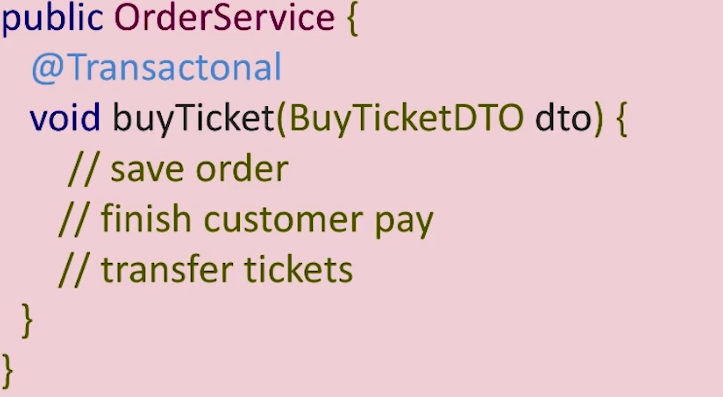 public OrderService {
@Transactonal
void buyTicket(BuyTicketDTO dto) {
// save order
// finish customer pay
// transfer tickets
}
}